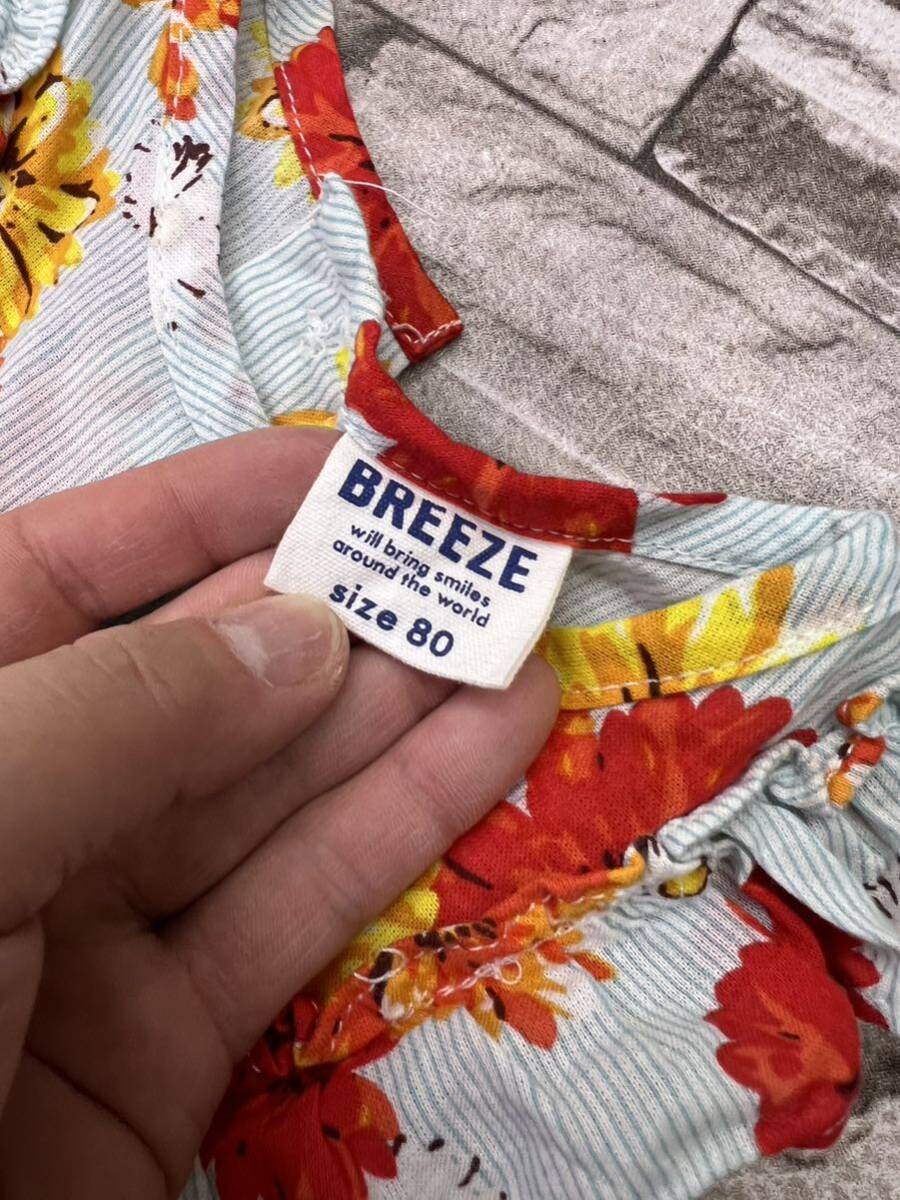 BREEZE
will bring smiles
around the world
size 80